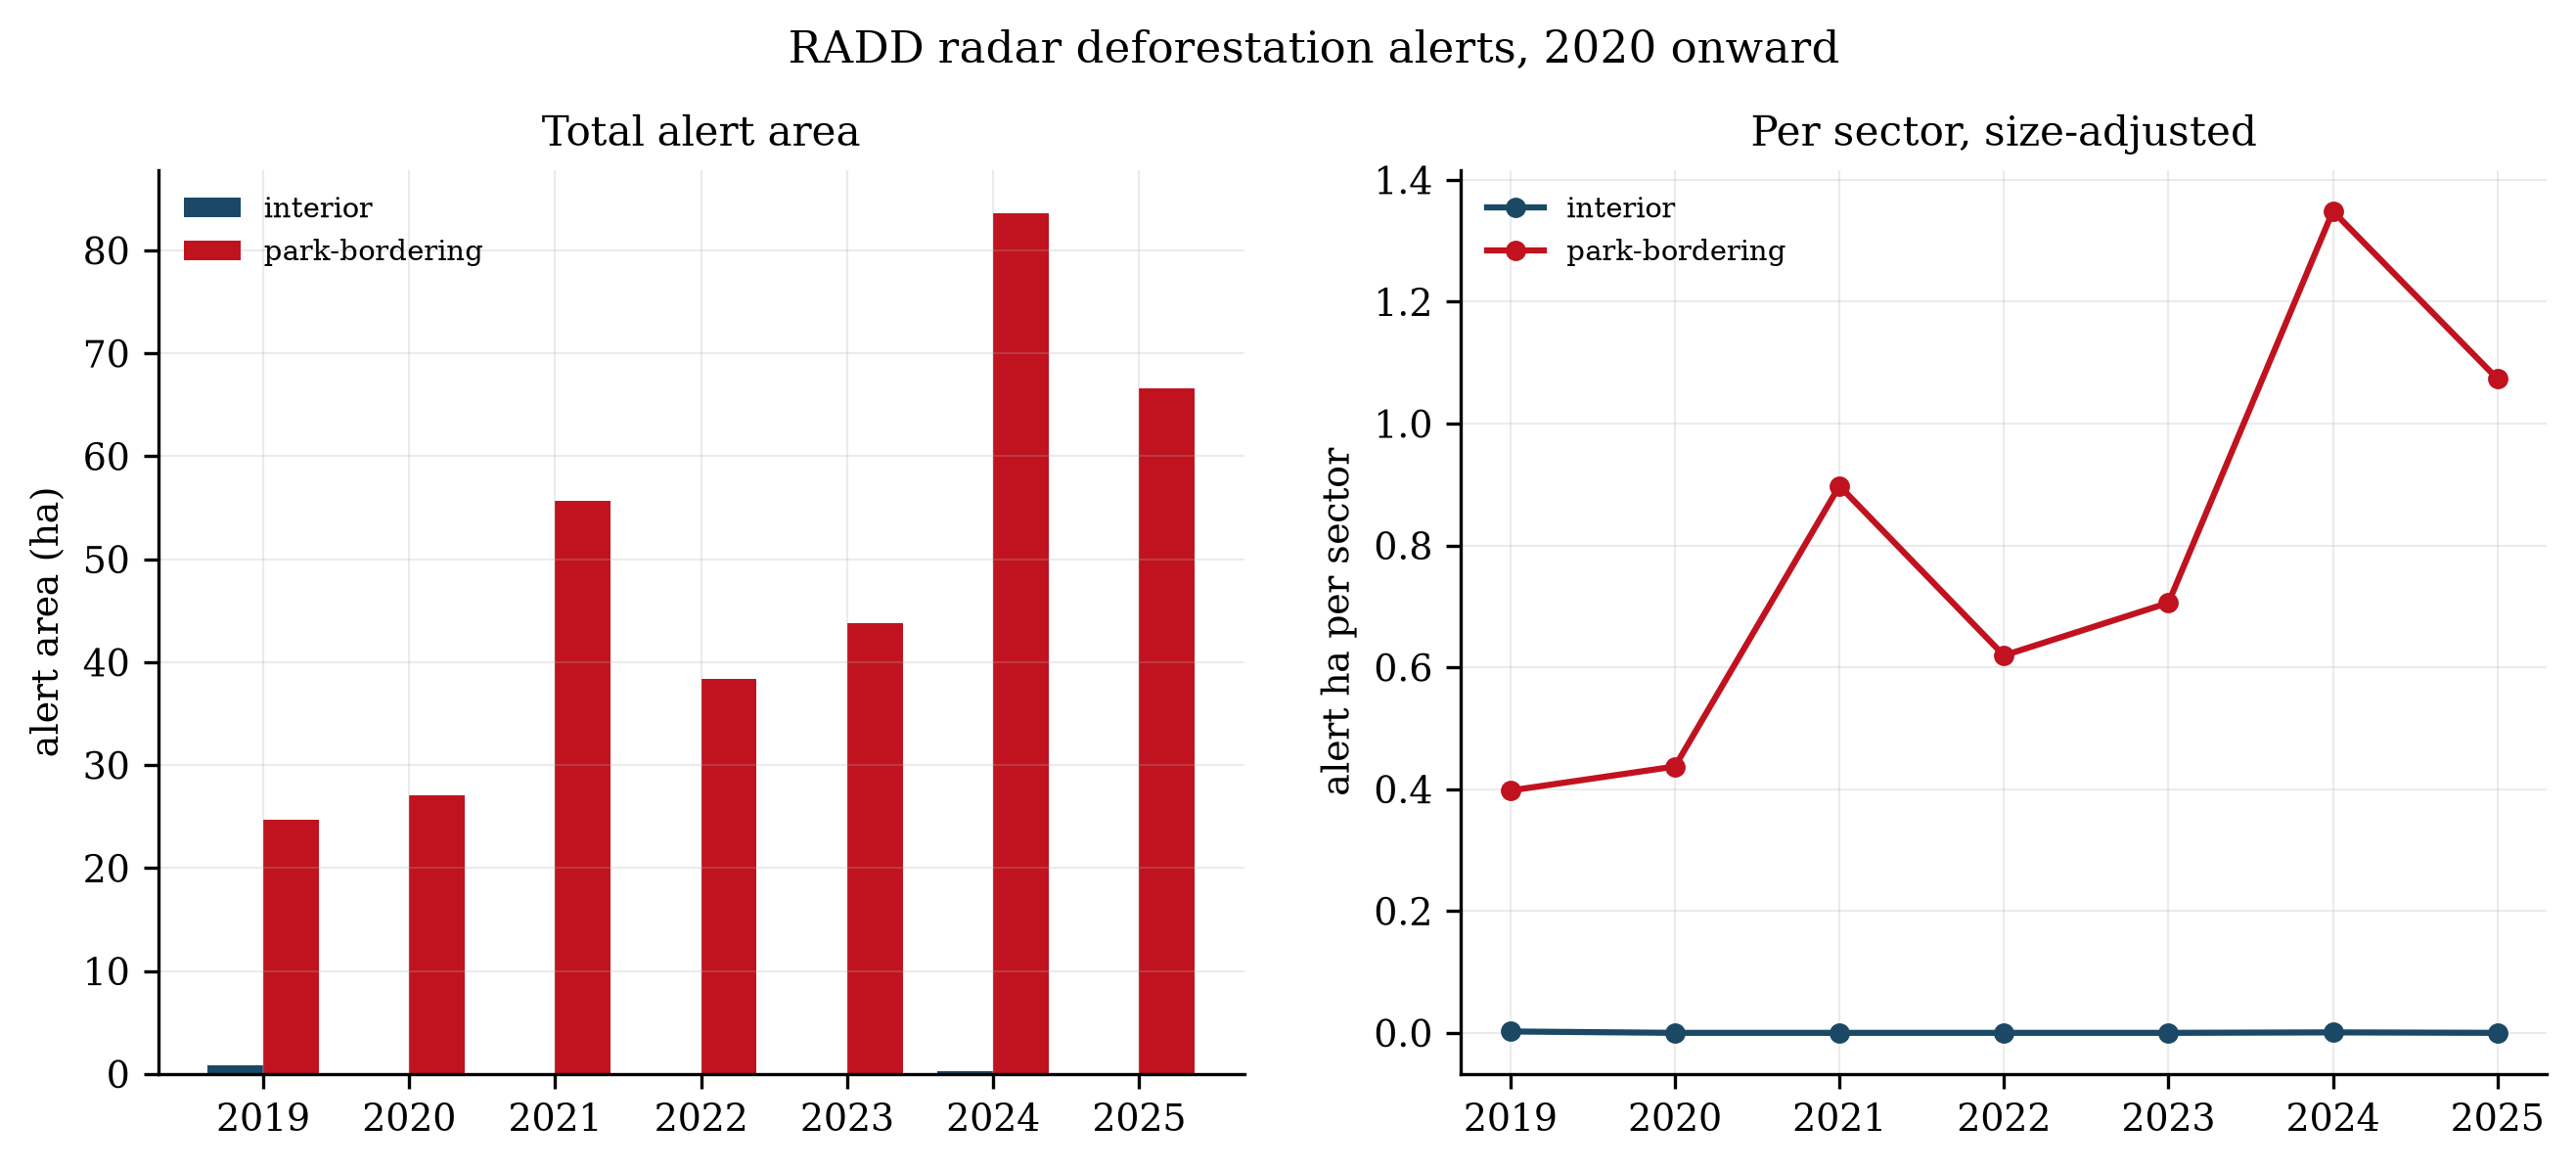 RADD radar deforestation alerts, 2020 onward
Total alert area
interior
park-bordering
alert area (ha)
80
70
60
50
40
30
20
10
0
2019 2020 2021 2022 2023 2024 2025
Per sector, size-adjusted
interior
park-bordering
alert ha per sector
1.4
1.2
1.0
0.8
0.6
0.4
0.2
0.0
2019 2020 2021 2022 2023 2024 2025